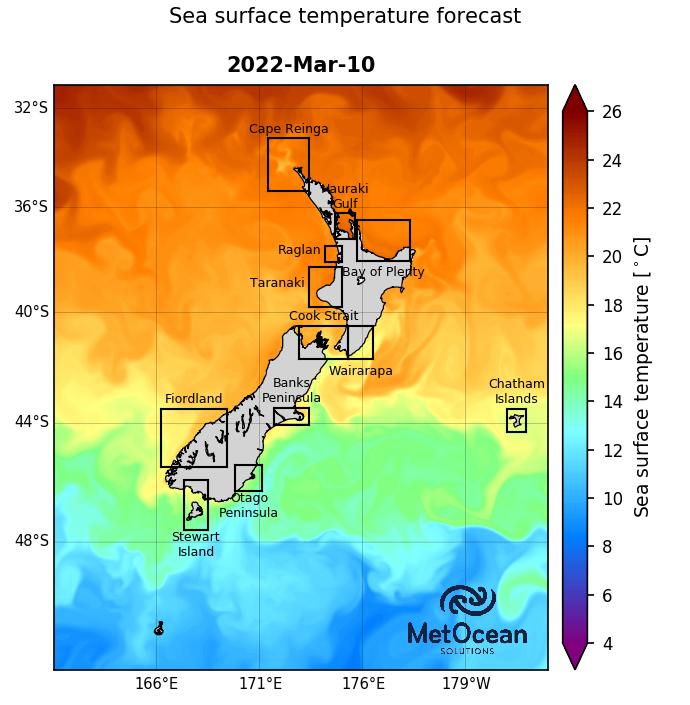 Sea surface temperature forecast
2022-Mar-10
32°S
36°S
40°S
44°S
48°S
166°E
171°E
176°E
179°W
Cape Reinga
Hauraki
Gulf
Raglan
Bay of Plenty
Taranaki
Cook Strait
Wairarapa
Banks
Peninsula
Fiordland
Chatham
Islands
Otago
Peninsula
Stewart
Island
MetOcean
SOLUTIONS
26
24
22
20
18
16
14
12
10
8
6
4
Sea surface temperature [°C]